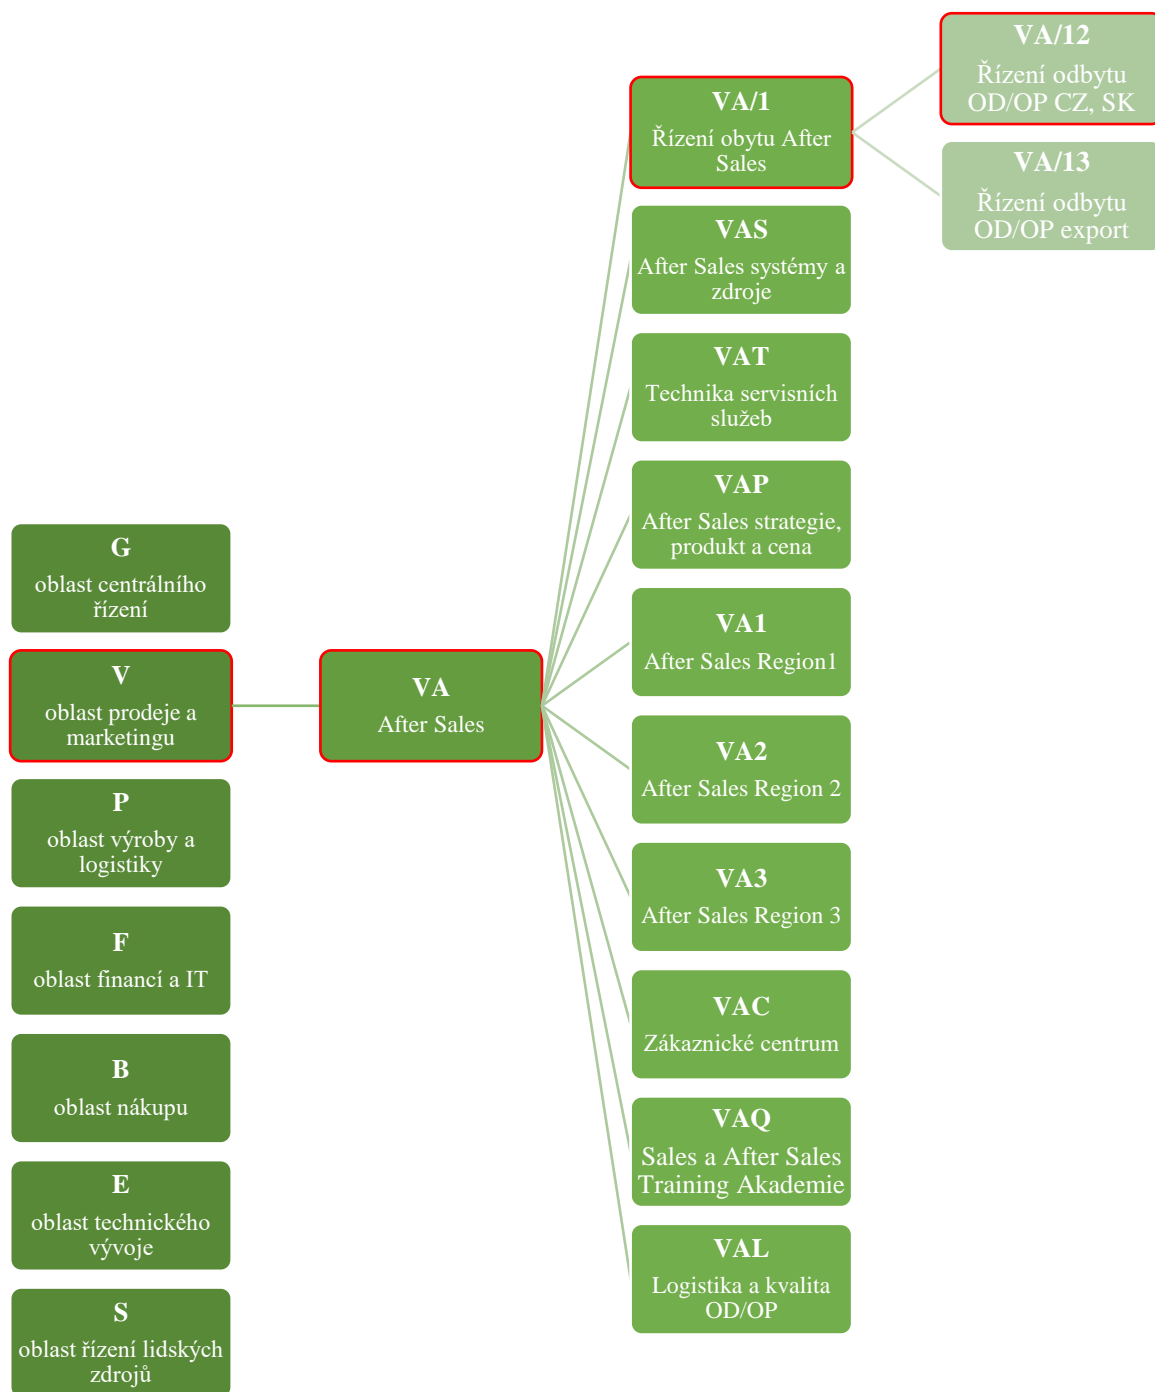 VA/12
Řízení odbytu
OD/OP CZ, SK
VA/1
Řízení obytu After
Sales
VA/13
Řízení odbytu
OD/OP export
VAS
After Sales systémy a
zdroje
VAT
Technika servisních
služeb
VAP
After Sales strategie,
produkt a cena
G
oblast centrálního
řízení
VA1
After Sales Region1
V
oblast prodeje a
marketingu
VA
After Sales
VA2
After Sales Region 2
P
oblast výroby a
logistiky
VA3
After Sales Region 3
F
oblast financí a IT
VAC
Zákaznické centrum
B
oblast nákupu
VAQ
Sales a After Sales
Training Akademie
E
oblast technického
vývoje
VAL
Logistika a kvalita
OD/OP
S
oblast řízení lidských
zdrojů